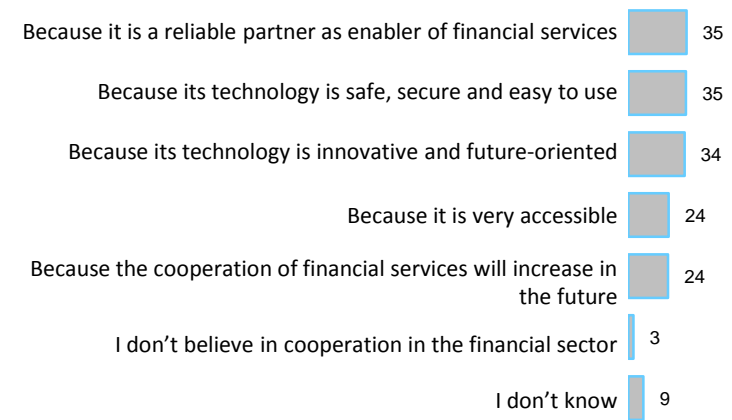 Because it is a reliable partner as enabler of financial services 35
Because its technology is safe, secure and easy to use 35
Because its technology is innovative and future-oriented 34
Because it is very accessible 24
Because the cooperation of financial services will increase in
the future 24
I don’t believe in cooperation in the financial sector 3
I don’t know 9